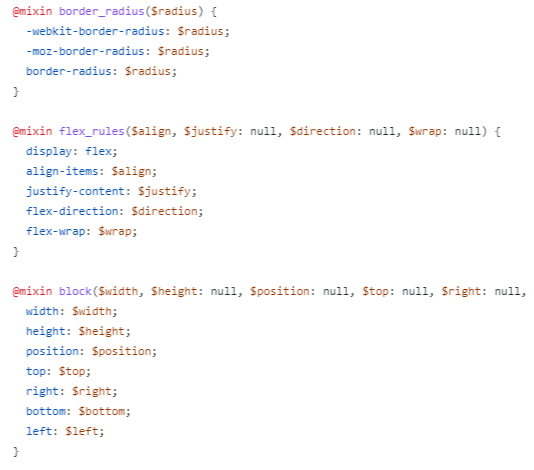 @mixin border_radius($radius) {
-webkit-border-radius: $radius;
-moz-border-radius: $radius;
border-radius: $radius;
}
@mixin flex_rules($align, $justify: null, $direction: null, $wrap: null) {
display: flex;
align-items: $align;
justify-content: $justify;
flex-direction: $direction;
flex-wrap: $wrap;
}
@mixin block($width, $height: null, $position: null, $top: null, $right: null,
width: $width;
height: $height;
position: $position;
top: $top;
right: $right;
bottom: $bottom;
left: $left;
}